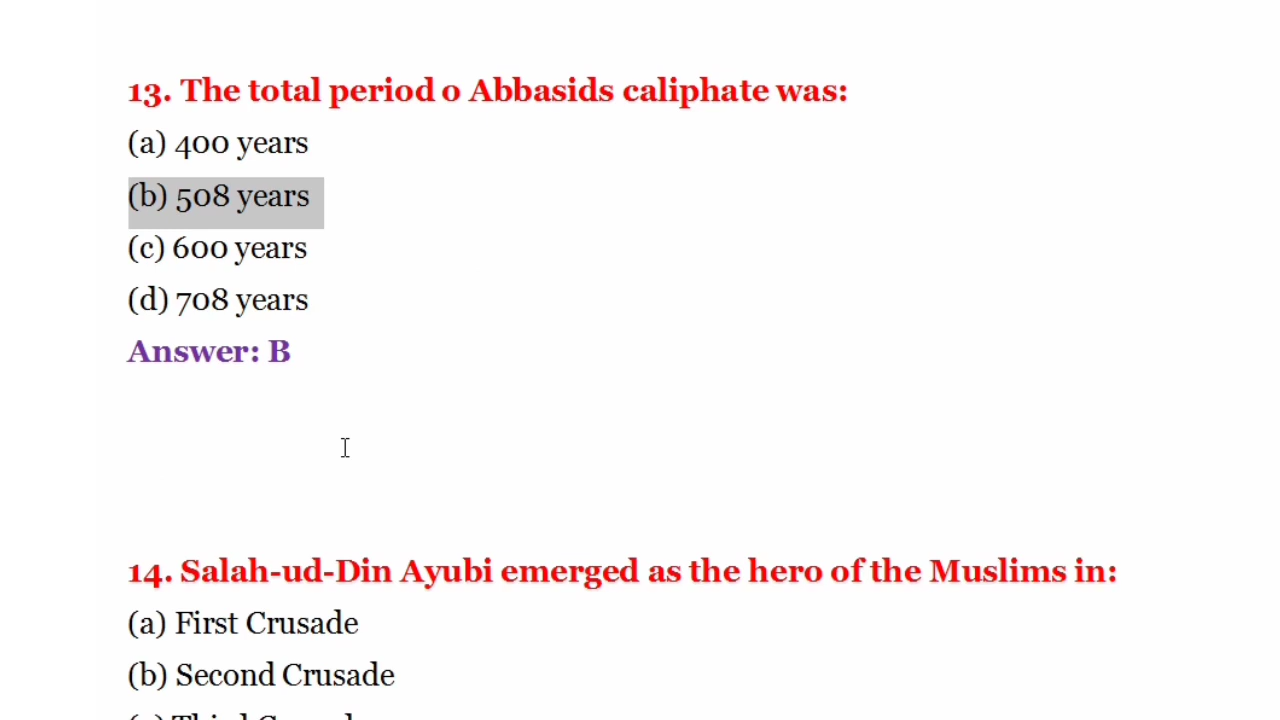 13. The total period o Abbasids caliphate was:
(a) 400 years
(b) 508 years
(c) 600 years
(d) 708 years
Answer: B
14. Salah-ud-Din Ayubi emerged as the hero of the Muslims in:
(a) First Crusade
(b) Second Crusade